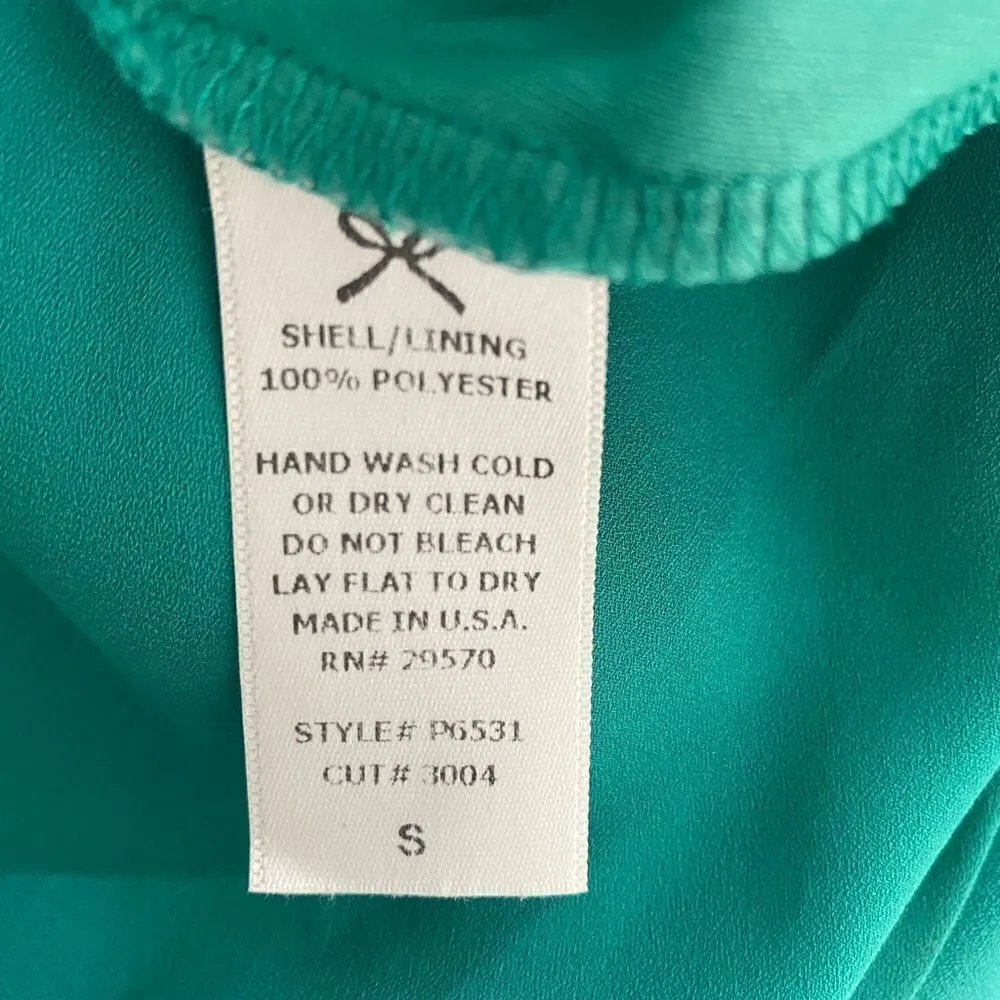 SHELL/LINING
100% POLYESTER
HAND WASH COLD
OR DRY CLEAN
DO NOT BLEACH
LAY FLAT TO DRY
MADE IN U.S.A.
RN# 29570
STYLE# P6531
CUT# 3004
S